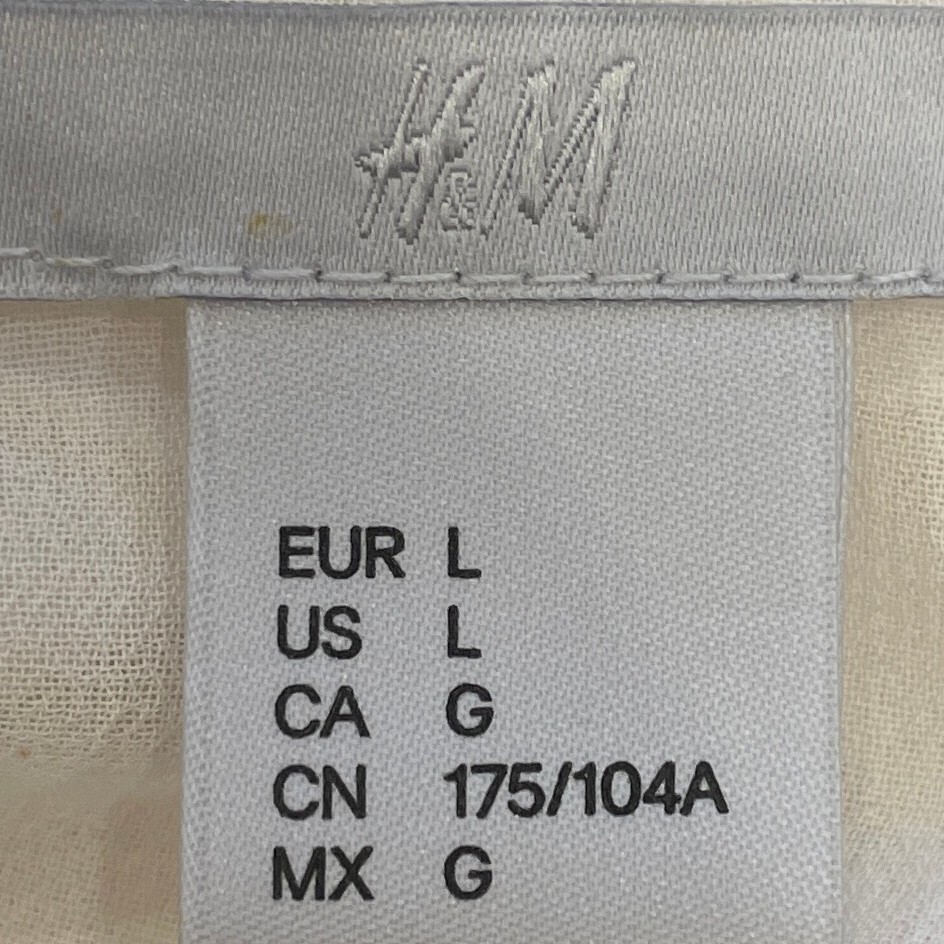 H&M
EUR L
US L
CA G
CN 175/104A
MX G